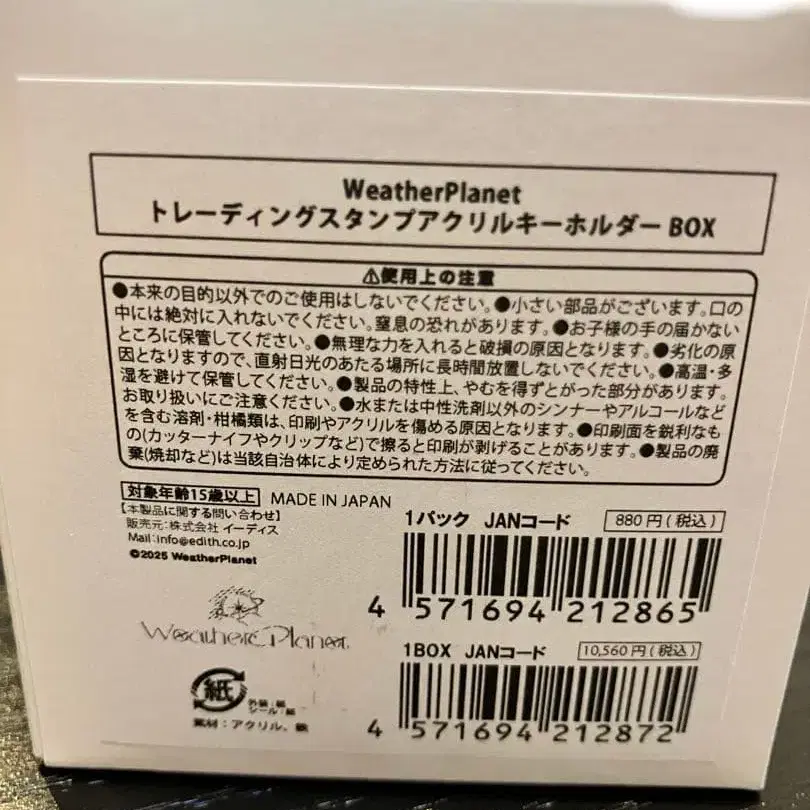 WeatherPlanet
トレーディングスタンプアクリルキーホルダー BOX
⚠使用上の注意
●本来の目的以外でのご使用はしないでください。●小さい部品がございます。口の
中には絶対に入れないでください。窒息の恐れがあります。●お子様の手の届かない
ところに保管してください。●無理な力を入れると破損の原因となります。●劣化の原
因となりますので、直射日光のあたる場所に長時間放置しないでください。●高温・多
湿を避けて保管してください。●製品の特性上、やむを得ずとがった部分があります。
お取り扱いにご注意ください。●水または中性洗剤以外のシンナーやアルコールなど
を含む溶剤・柑橘類は、印刷やアクリルを傷める原因となります。●印刷面を鋭利なも
の(カッターナイフやクリップなど)で擦ると印刷が剥げることがあります。●製品の廃
棄(焼却など)は当該自治体により定められた方法に従ってください。
対象年齢15歳以上 MADE IN JAPAN
【本製品に関する問い合わせ】
販売元:株式会社 イーディス
Mail:info@edith.co.jp
©2025 WeatherPlanet
1パック JANコード 880円(税込)
4 571694 212865
Weather Planet
1BOX JANコード 10,560円(税込)
4 571694 212872
紙
外装:紙
シール:紙
素材:アクリル、鉄